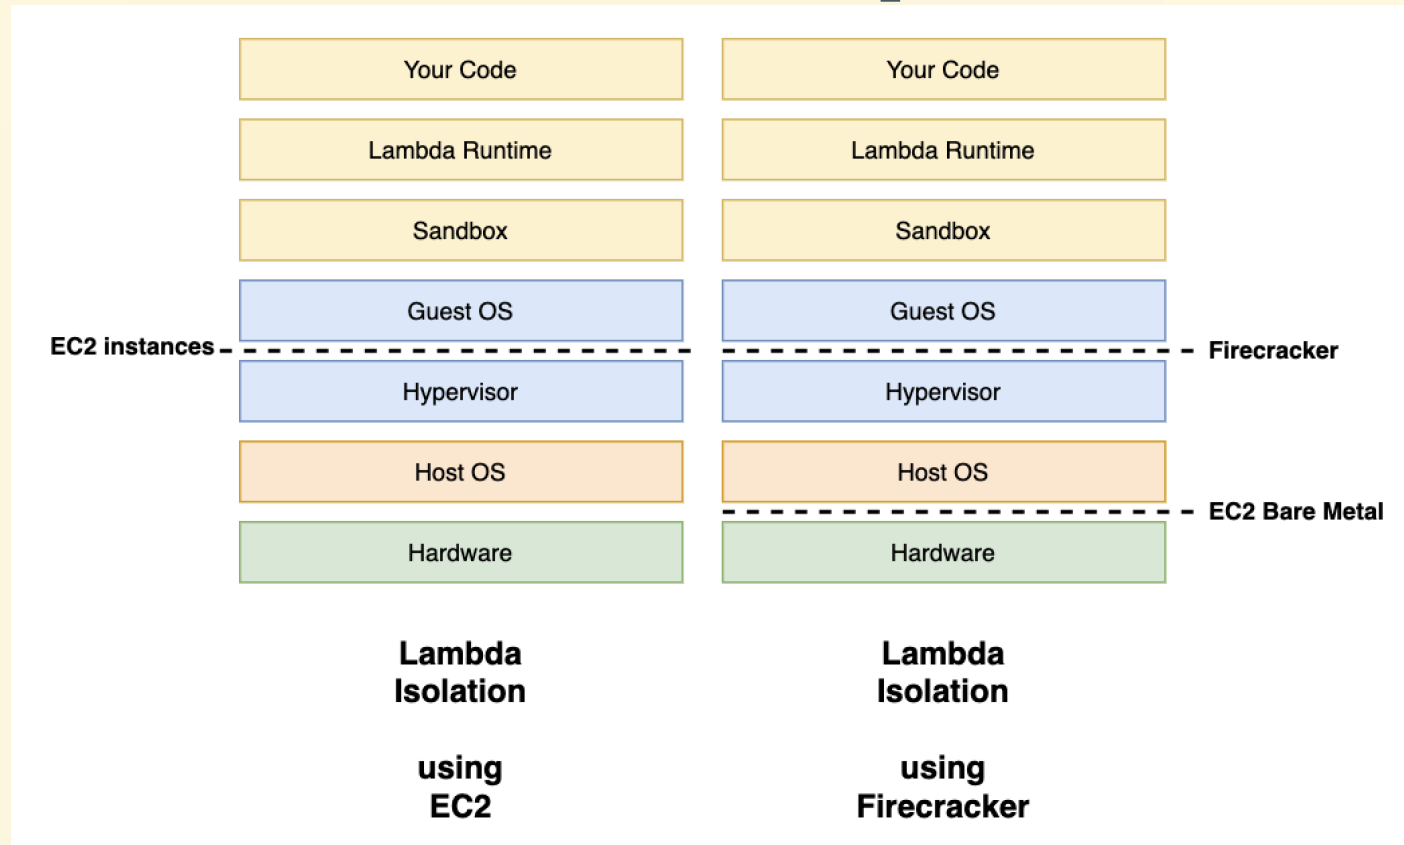 Your Code
Your Code
Lambda Runtime
Lambda Runtime
Sandbox
Sandbox
Guest OS
Guest OS
EC2 instances
Firecracker
Hypervisor
Hypervisor
Host OS
Host OS
EC2 Bare Metal
Hardware
Hardware
Lambda
Isolation
using
EC2
Lambda
Isolation
using
Firecracker